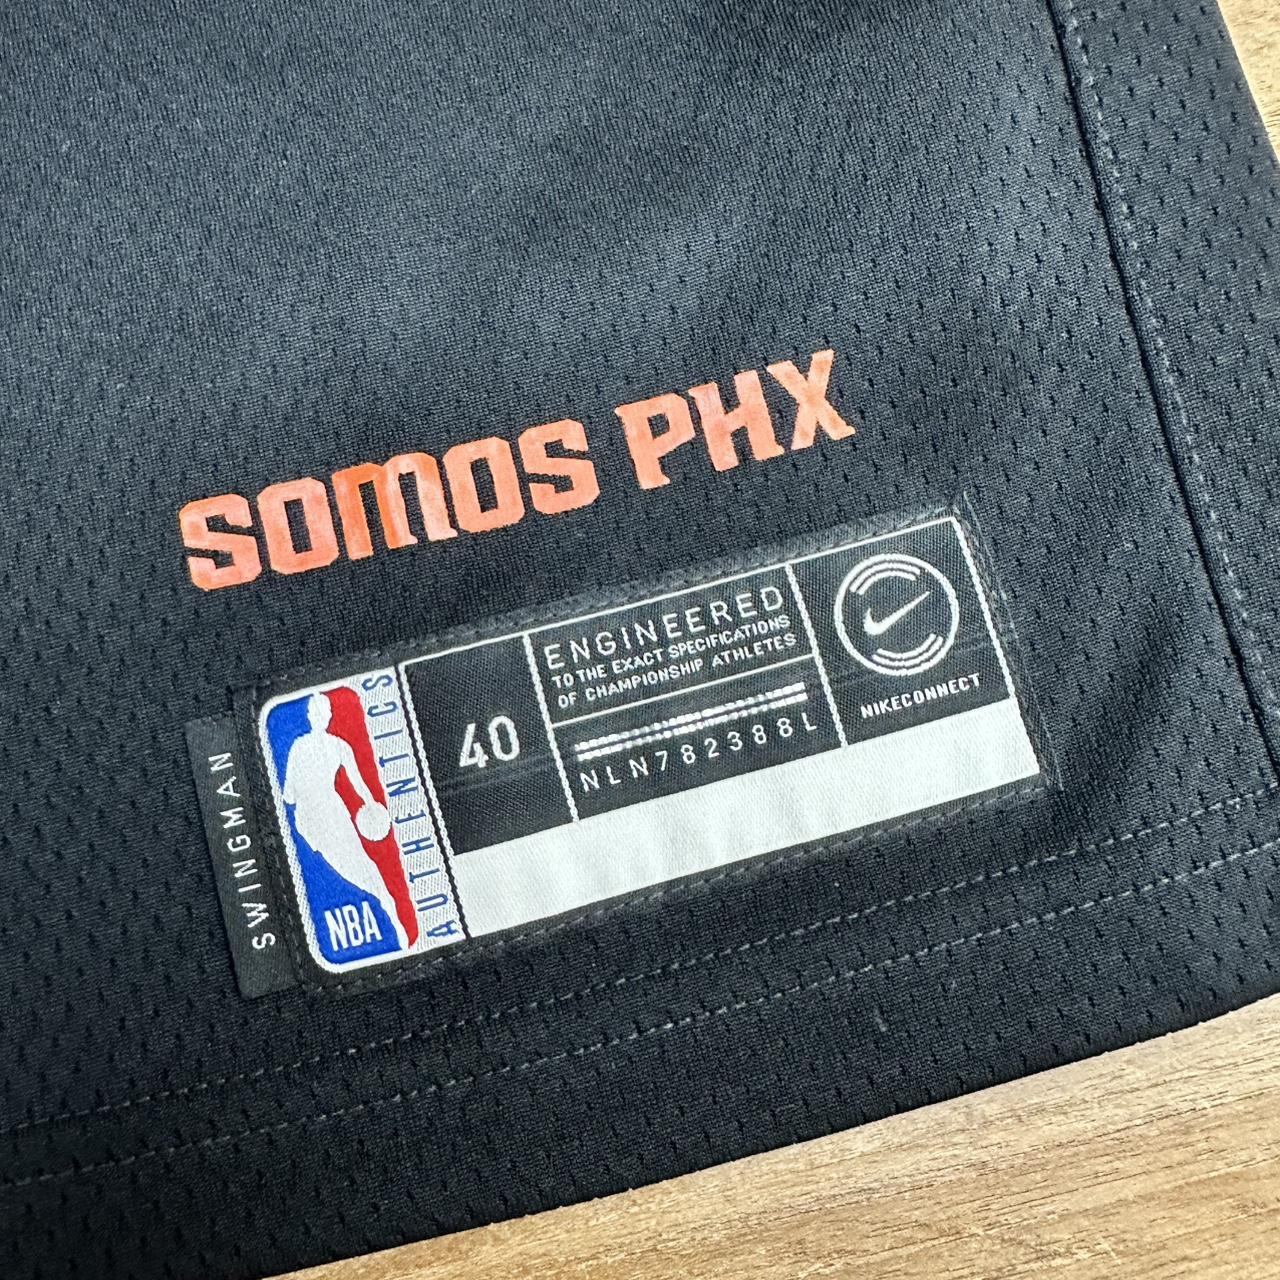 SOMOS PHX
SWINGMAN
NBA
AUTHENTICS
40
ENGINEERED
TO THE EXACT SPECIFICATIONS
OF CHAMPIONSHIP ATHLETES
NLN782388L
NIKECONNECT